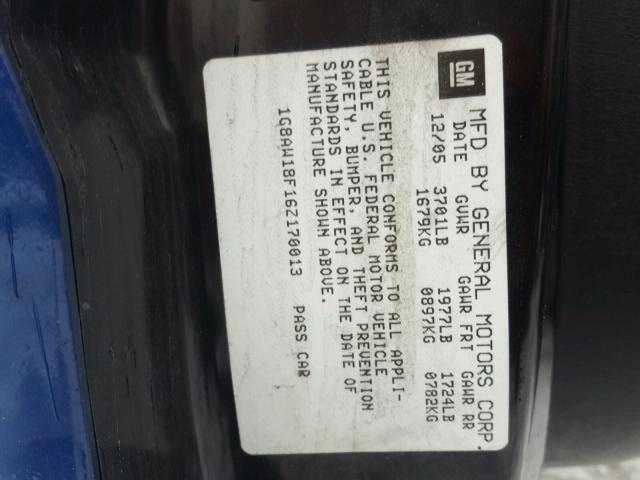 GM
MFD BY GENERAL MOTORS CORP.
DATE GVWR GAWR FRT GAWR RR
12/05 3701LB 1977LB 1724LB
1679KG 0897KG 0782KG
THIS VEHICLE CONFORMS TO ALL APPLI-
CABLE U.S. FEDERAL MOTOR VEHICLE
SAFETY, BUMPER, AND THEFT PREVENTION
STANDARDS IN EFFECT ON THE DATE OF
MANUFACTURE SHOWN ABOVE.
1G8AW18F16Z170013 PASS CAR